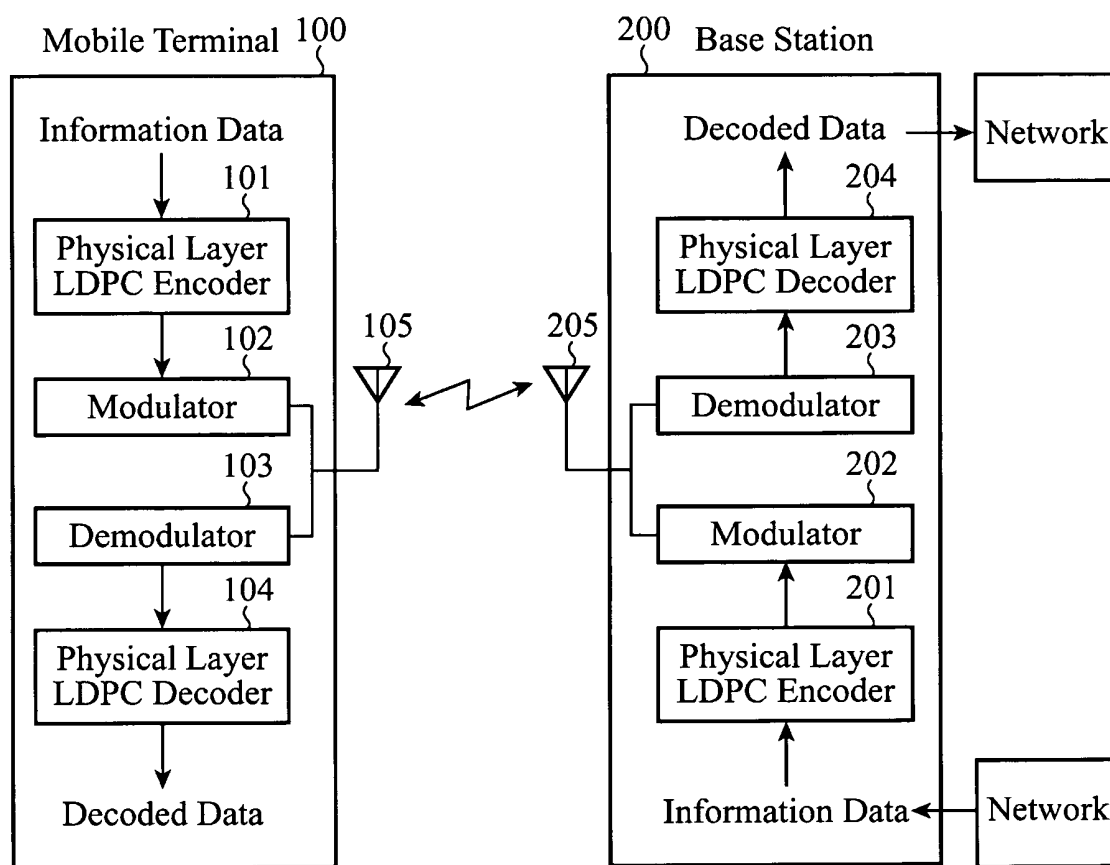 Mobile Terminal
100
Information Data
101
Physical Layer
LDPC Encoder
102
Modulator
103
Demodulator
104
Physical Layer
LDPC Decoder
Decoded Data
105
205
200
Base Station
Decoded Data
Network
204
Physical Layer
LDPC Decoder
203
Demodulator
202
Modulator
201
Physical Layer
LDPC Encoder
Information Data
Network